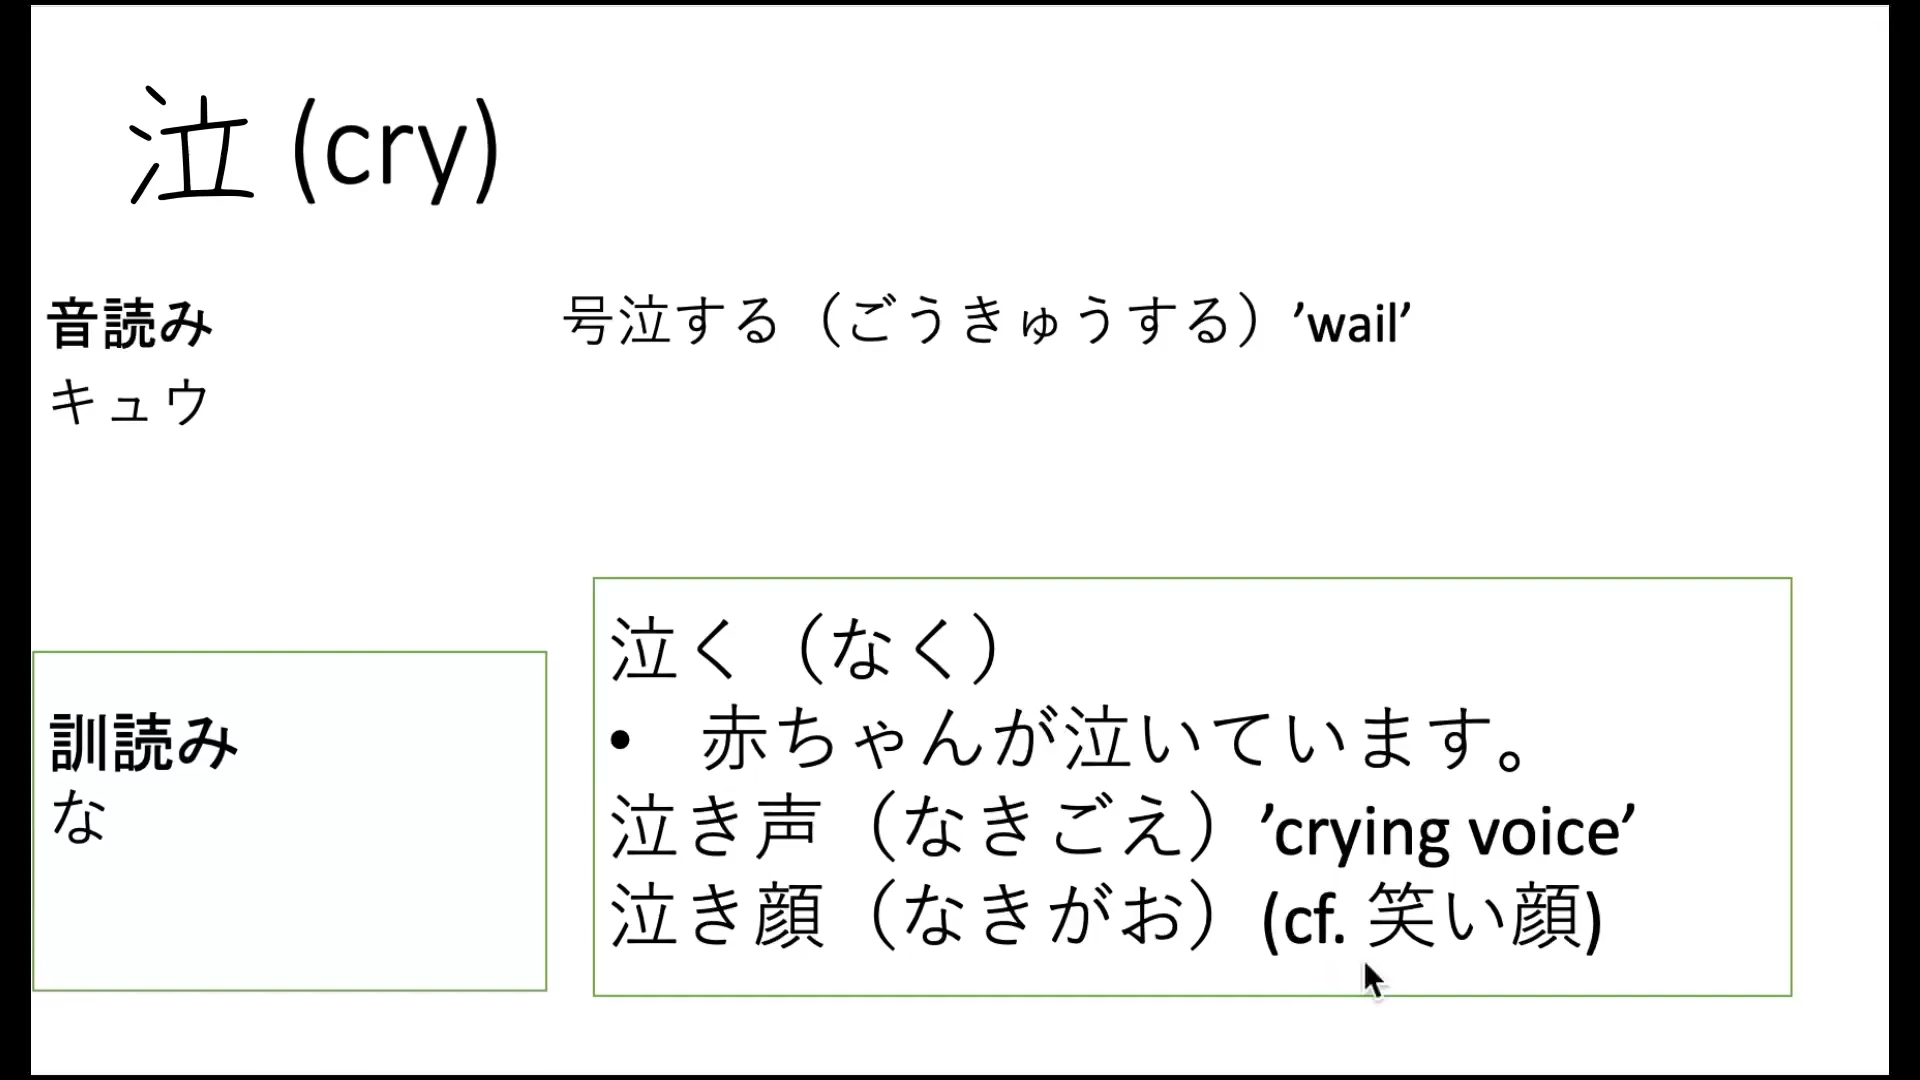 泣 (cry)
音読み
キュウ
号泣する（ごうきゅうする）’wail’
訓読み
な
泣く（なく）
• 赤ちゃんが泣いています。
泣き声（なきごえ）’crying voice’
泣き顔（なきがお）(cf. 笑い顔)